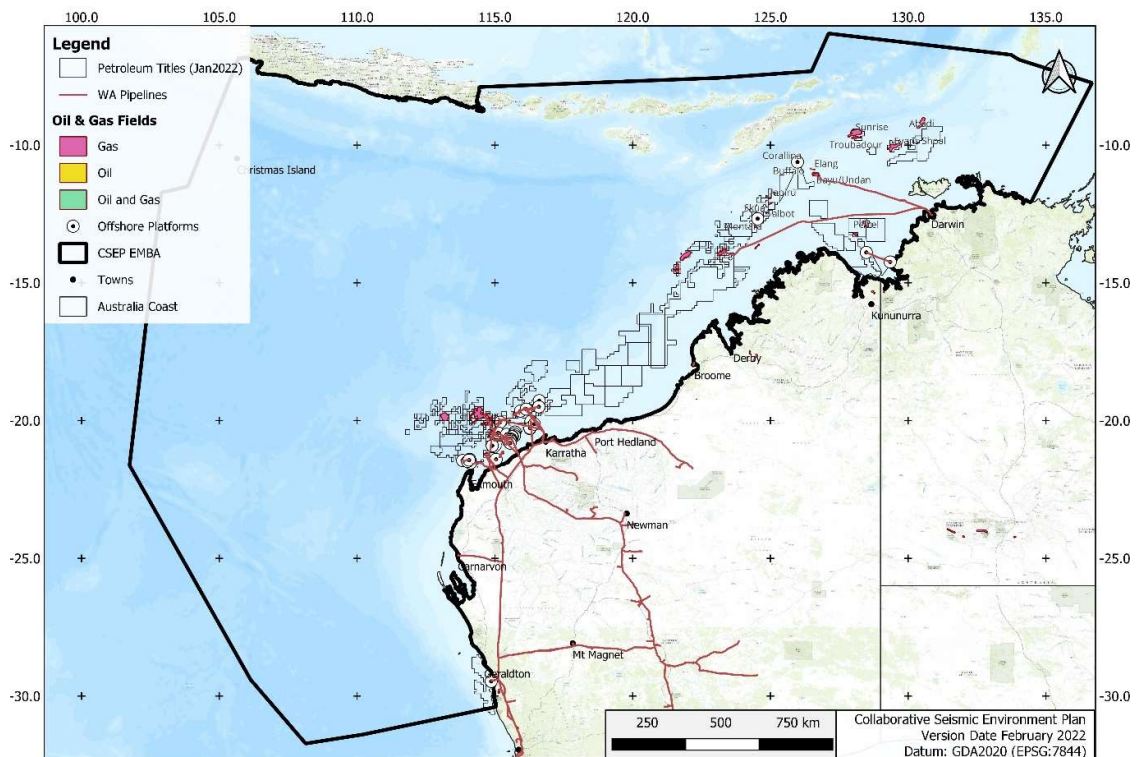 100.0 105.0 110.0 115.0 120.0 125.0 130.0 135.0
Legend
Petroleum Titles (Jan2022)
WA Pipelines
Oil & Gas Fields
Gas
Oil
Oil and Gas
Offshore Platforms
CSEP EMBA
Towns
Australia Coast
-10.0
-15.0
-20.0
-25.0
-30.0
-10.0
-15.0
-20.0
-25.0
-30.0
Christmas Island
Abadi
Sunrise
Troubadour
Evans Shoal
Corallina
Buffalo
Elang
Bayu/Undan
Jabiru
Skua
Talbot
Montara
Petrel
Darwin
Kununurra
Derby
Broome
Port Hedland
Karratha
Exmouth
Newman
Carnarvon
Mt Magnet
Geraldton
250 500 750 km
Collaborative Seismic Environment Plan
Version Date February 2022
Datum: GDA2020 (EPSG:7844)